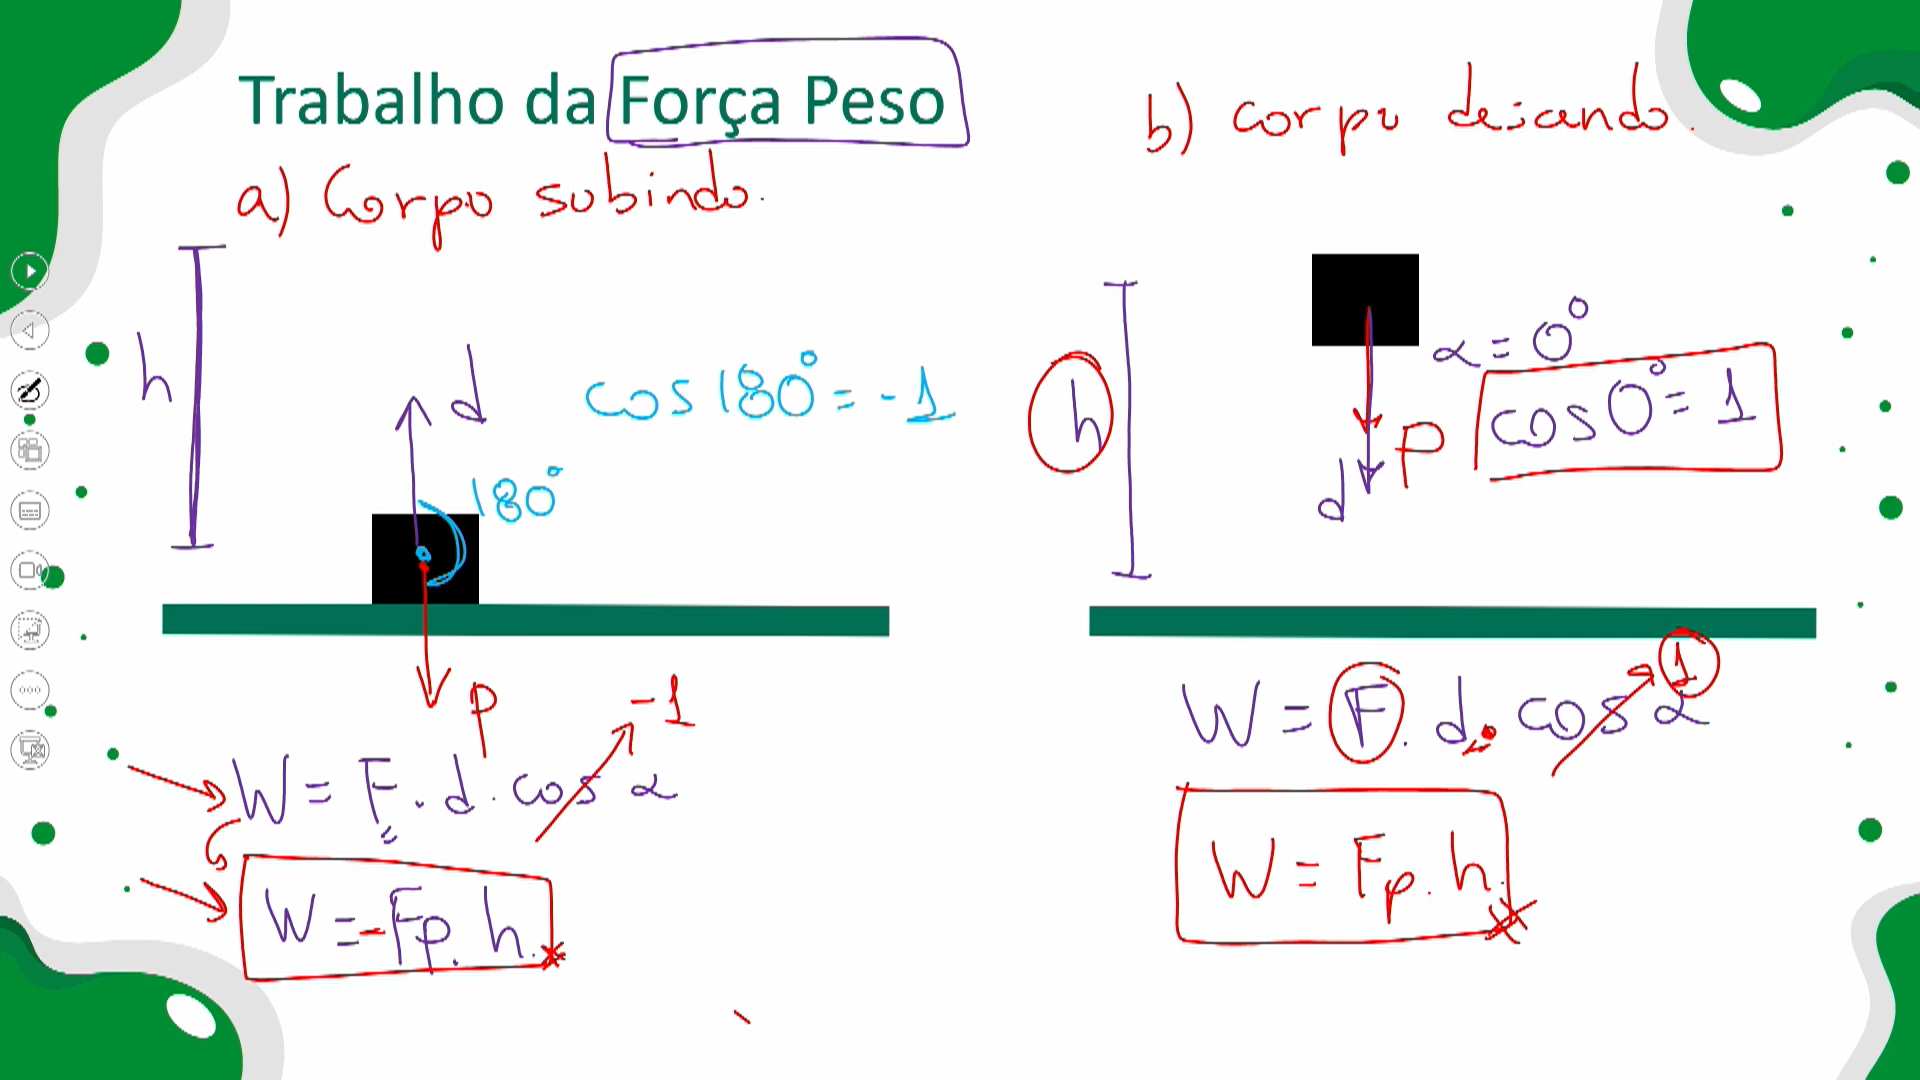 Trabalho da Força Peso
a) Corpo subindo.
h
d
cos 180° = -1
180°
P
-1
W = F . d . cos α
W = -Fp . h.
b) corpo descendo.
h
α = 0°
cos 0° = 1
P
d
1
W = F . d . cos α
W = Fp . h.